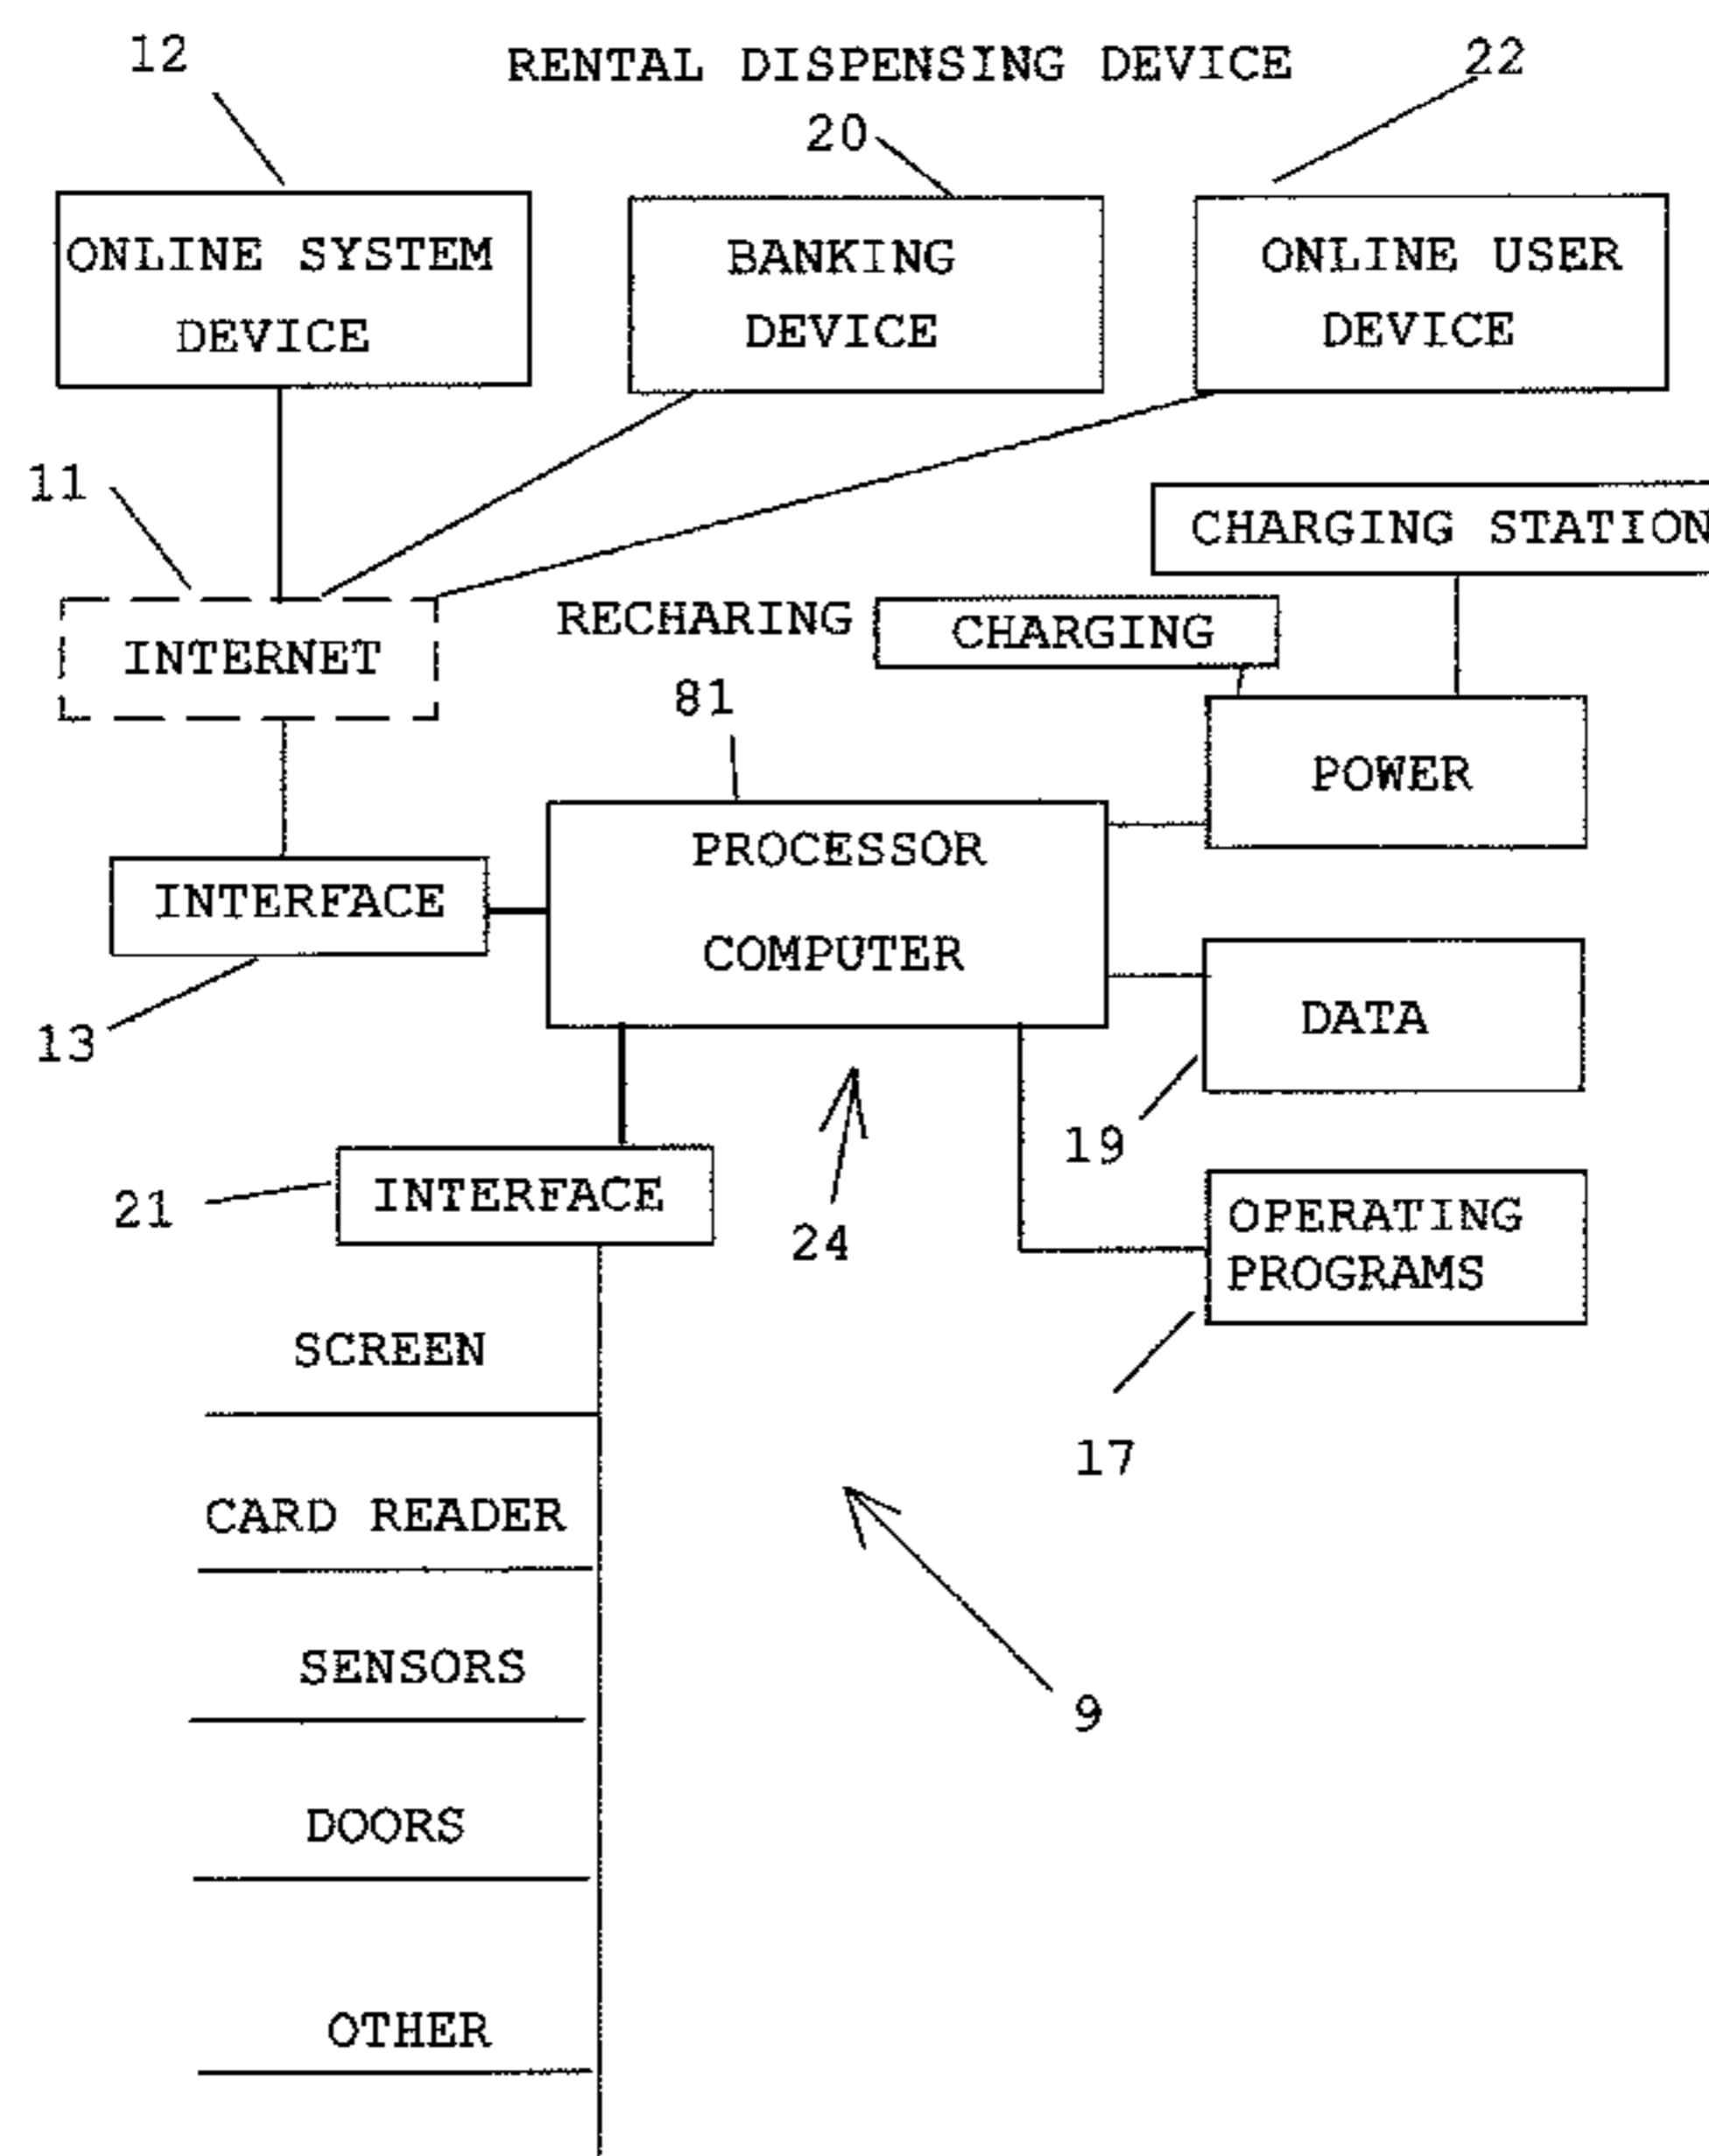 12
RENTAL DISPENSING DEVICE
22
20
ONLINE SYSTEM
DEVICE
BANKING
DEVICE
ONLINE USER
DEVICE
11
CHARGING STATION
INTERNET
RECHARING
CHARGING
81
POWER
INTERFACE
PROCESSOR
COMPUTER
13
DATA
19
21
INTERFACE
24
OPERATING
PROGRAMS
SCREEN
17
CARD READER
SENSORS
9
DOORS
OTHER